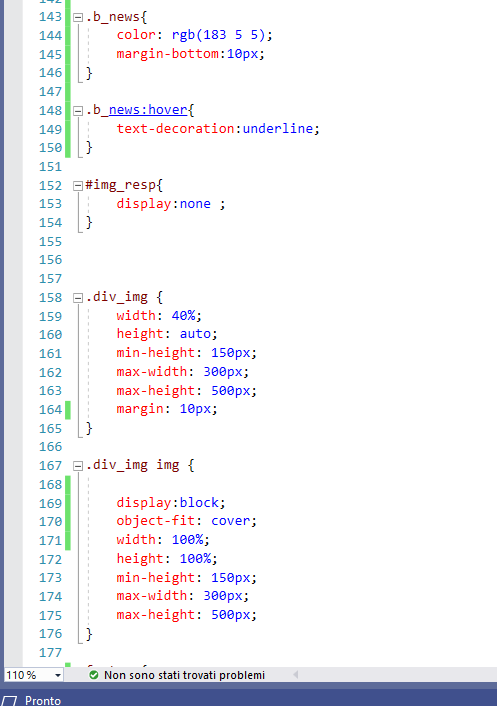 143 .b_news{
144 color: rgb(183 5 5);
145 margin-bottom:10px;
146 }
147
148 .b_news:hover{
149 text-decoration:underline;
150 }
151
152 #img_resp{
153 display:none ;
154 }
155
156
157
158 .div_img {
159 width: 40%;
160 height: auto;
161 min-height: 150px;
162 max-width: 300px;
163 max-height: 500px;
164 margin: 10px;
165 }
166
167 .div_img img {
168
169 display:block;
170 object-fit: cover;
171 width: 100%;
172 height: 100%;
173 min-height: 150px;
174 max-width: 300px;
175 max-height: 500px;
176 }
177
110 % Non sono stati trovati problemi
Pronto